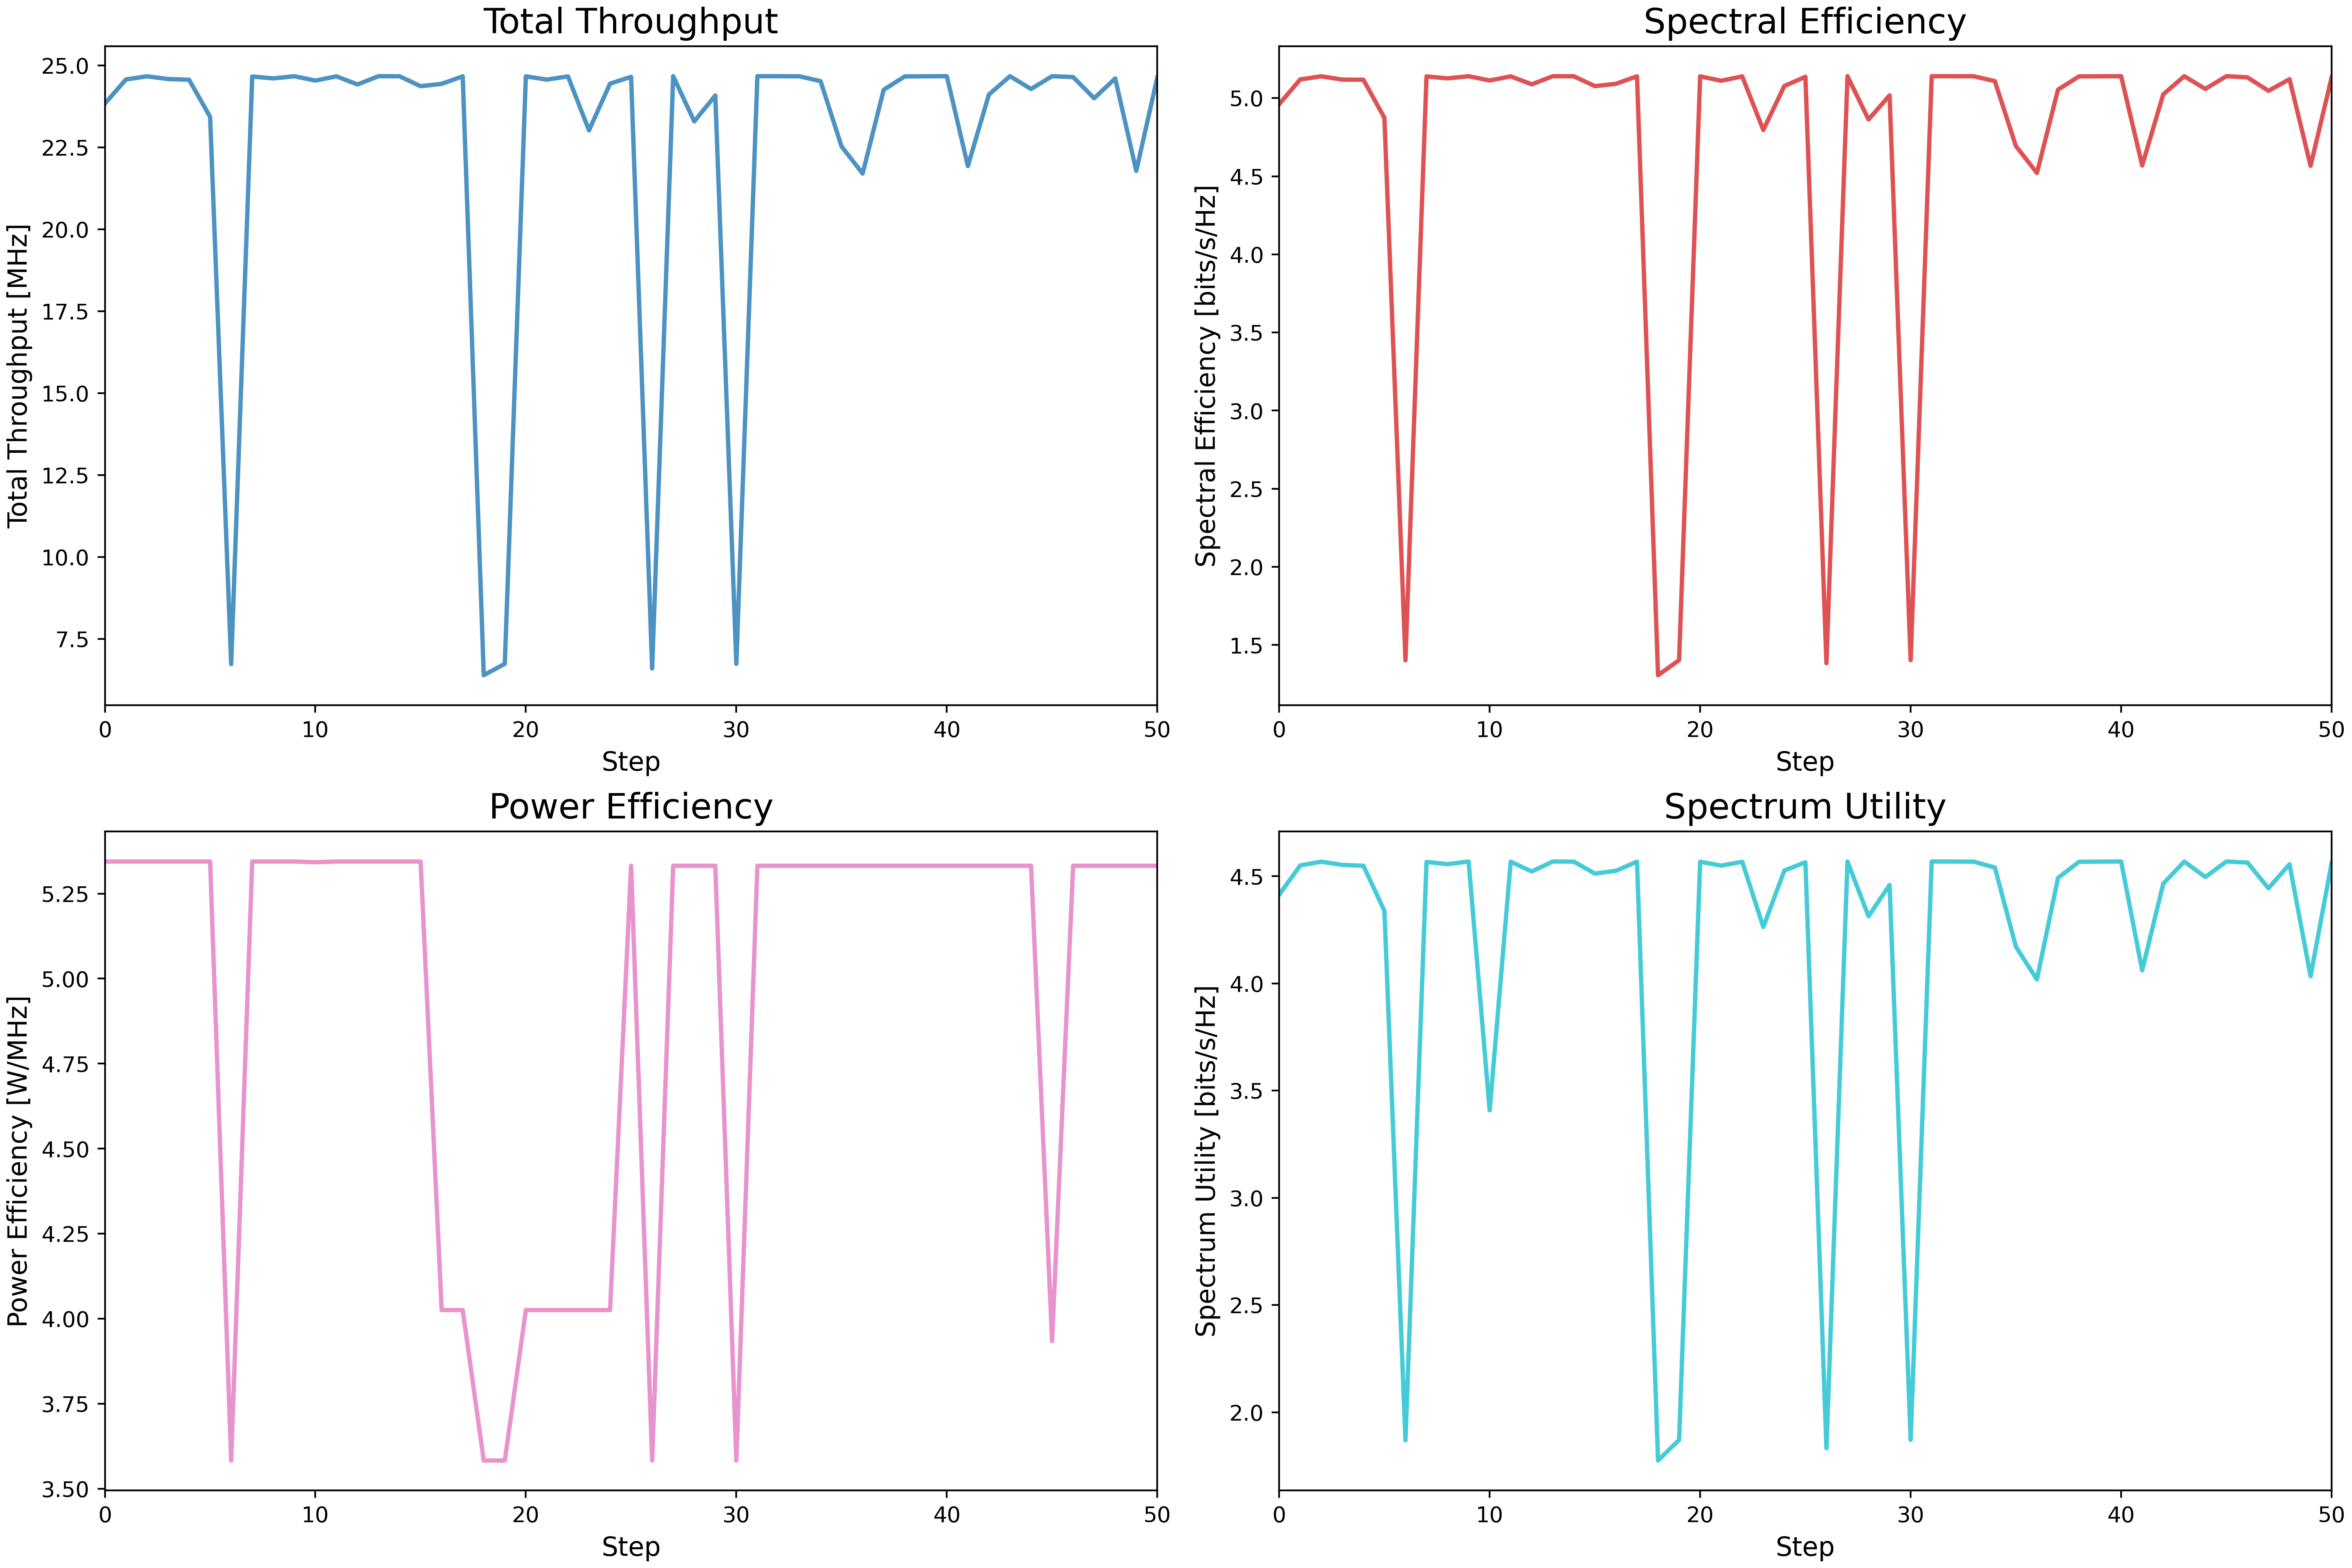 Total Throughput
Total Throughput [MHz]
25.0
22.5
20.0
17.5
15.0
12.5
10.0
7.5
0 10 20 30 40 50
Step
Spectral Efficiency
Spectral Efficiency [bits/s/Hz]
5.0
4.5
4.0
3.5
3.0
2.5
2.0
1.5
0 10 20 30 40 50
Step
Power Efficiency
Power Efficiency [W/MHz]
5.25
5.00
4.75
4.50
4.25
4.00
3.75
3.50
0 10 20 30 40 50
Step
Spectrum Utility
Spectrum Utility [bits/s/Hz]
4.5
4.0
3.5
3.0
2.5
2.0
0 10 20 30 40 50
Step